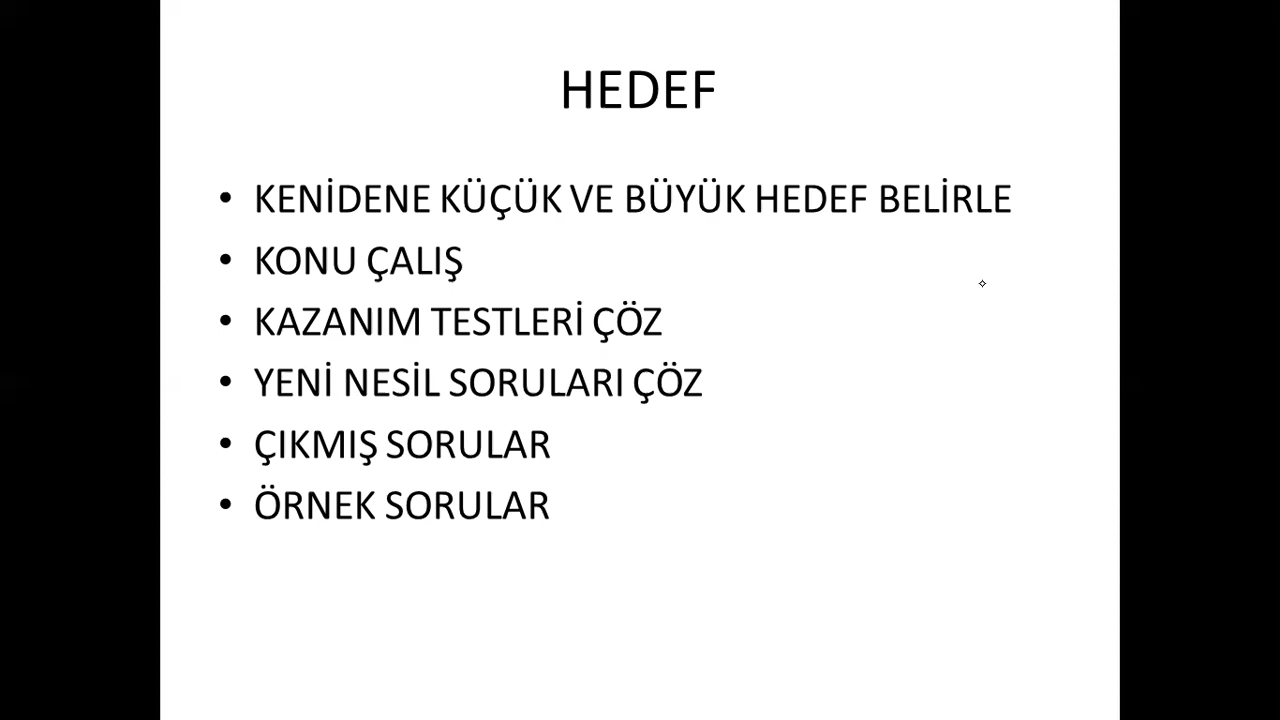 HEDEF
• KENİDENE KÜÇÜK VE BÜYÜK HEDEF BELİRLE
• KONU ÇALIŞ
• KAZANIM TESTLERİ ÇÖZ
• YENİ NESİL SORULARI ÇÖZ
• ÇIKMIŞ SORULAR
• ÖRNEK SORULAR